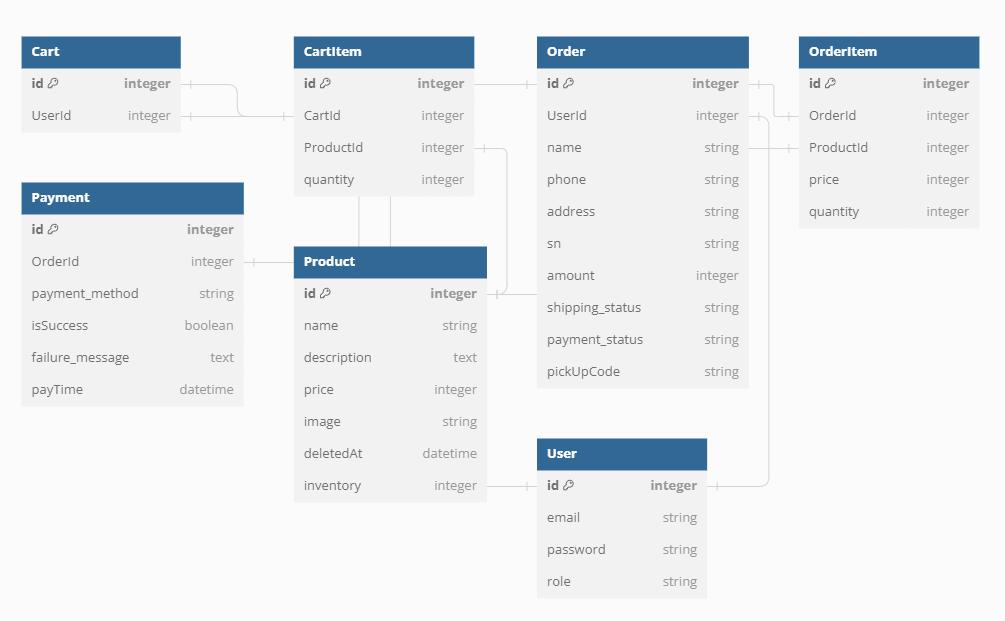 Cart
id integer
UserId integer
CartItem
id integer
CartId integer
ProductId integer
quantity integer
Order
id integer
UserId integer
name string
phone string
address string
sn string
amount integer
shipping_status string
payment_status string
pickUpCode string
OrderItem
id integer
OrderId integer
ProductId integer
price integer
quantity integer
Payment
id integer
OrderId integer
payment_method string
isSuccess boolean
failure_message text
payTime datetime
Product
id integer
name string
description text
price integer
image string
deletedAt datetime
inventory integer
User
id integer
email string
password string
role string